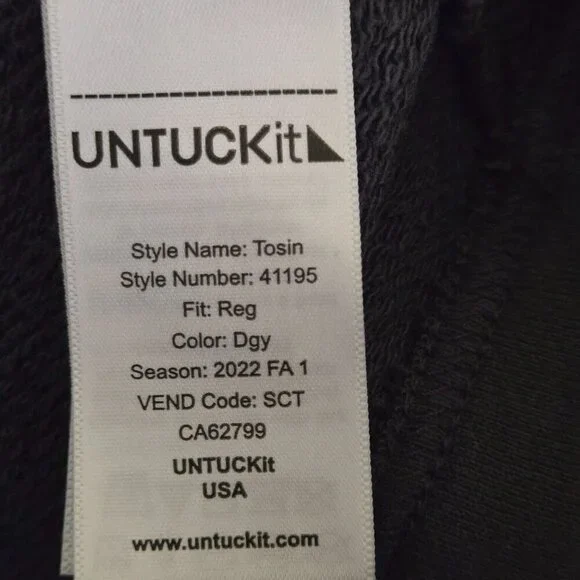 UNTUCKit
Style Name: Tosin
Style Number: 41195
Fit: Reg
Color: Dgy
Season: 2022 FA 1
VEND Code: SCT
CA62799
UNTUCKit
USA
www.untuckit.com